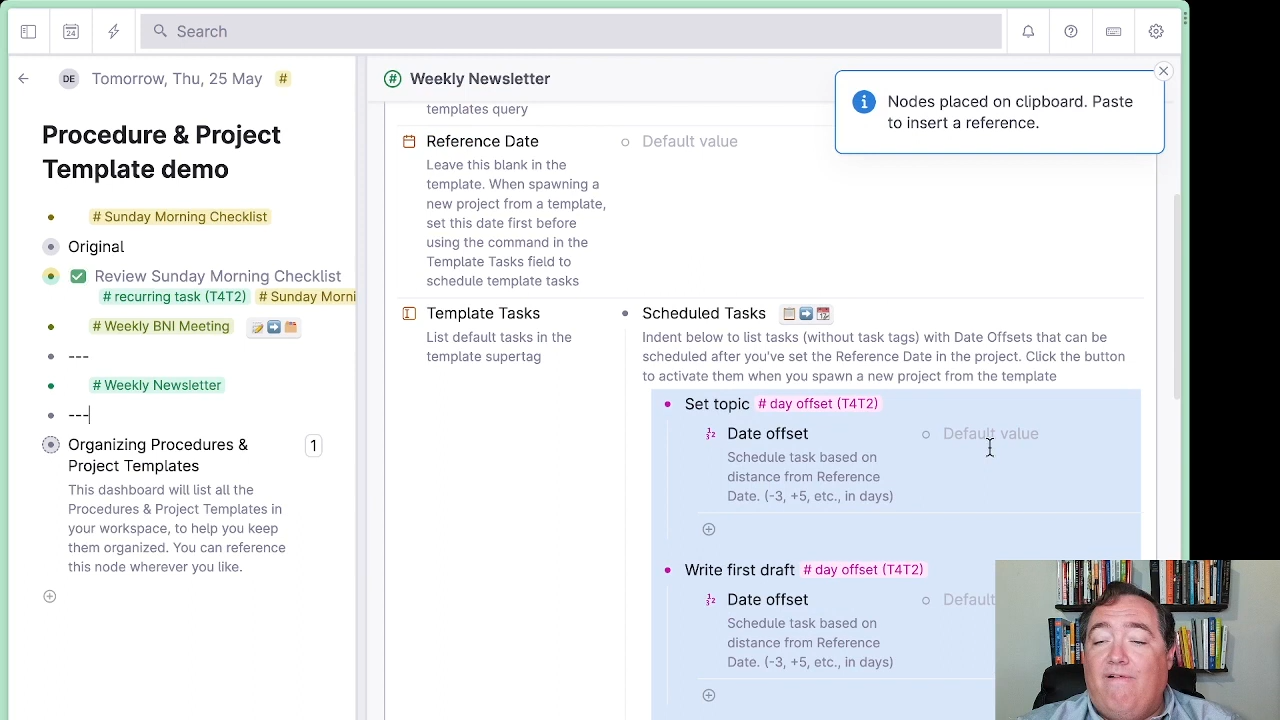 24
Search
DE Tomorrow, Thu, 25 May #
Procedure & Project
Template demo
# Sunday Morning Checklist
Original
Review Sunday Morning Checklist
# recurring task (T4T2) # Sunday Morni
# Weekly BNI Meeting
---
# Weekly Newsletter
---
Organizing Procedures &
Project Templates
1
This dashboard will list all the
Procedures & Project Templates in
your workspace, to help you keep
them organized. You can reference
this node wherever you like.
# Weekly Newsletter
Nodes placed on clipboard. Paste
to insert a reference.
templates query
Reference Date
Default value
Leave this blank in the
template. When spawning a
new project from a template,
set this date first before
using the command in the
Template Tasks field to
schedule template tasks
Template Tasks
List default tasks in the
template supertag
Scheduled Tasks
Indent below to list tasks (without task tags) with Date Offsets that can be
scheduled after you've set the Reference Date in the project. Click the button
to activate them when you spawn a new project from the template
Set topic # day offset (T4T2)
Date offset
Default value
Schedule task based on
distance from Reference
Date. (-3, +5, etc., in days)
Write first draft # day offset (T4T2)
Date offset
Default
Schedule task based on
distance from Reference
Date. (-3, +5, etc., in days)